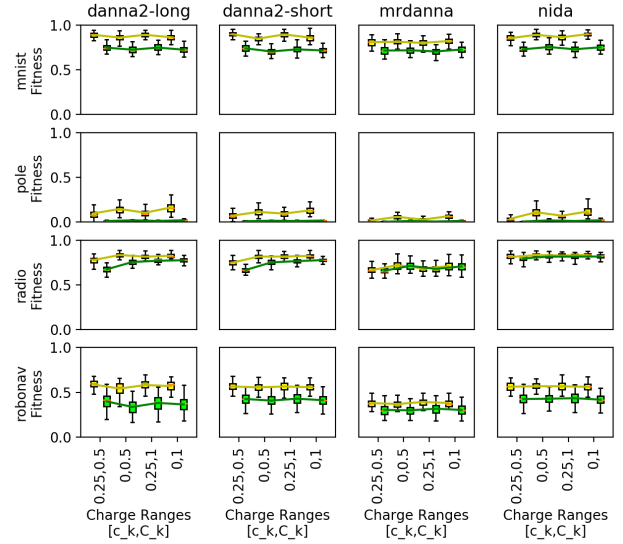 danna2-long danna2-short mrdanna nida
mnist
Fitness
1.0
0.5
0.0
pole
Fitness
1.0
0.5
0.0
radio
Fitness
1.0
0.5
0.0
robonav
Fitness
1.0
0.5
0.0
0.25,0.5 0,0.5 0.25,1 0,1 0.25,0.5 0,0.5 0.25,1 0,1 0.25,0.5 0,0.5 0.25,1 0,1 0.25,0.5 0,0.5 0.25,1 0,1
Charge Ranges Charge Ranges Charge Ranges Charge Ranges
[c_k,C_k] [c_k,C_k] [c_k,C_k] [c_k,C_k]